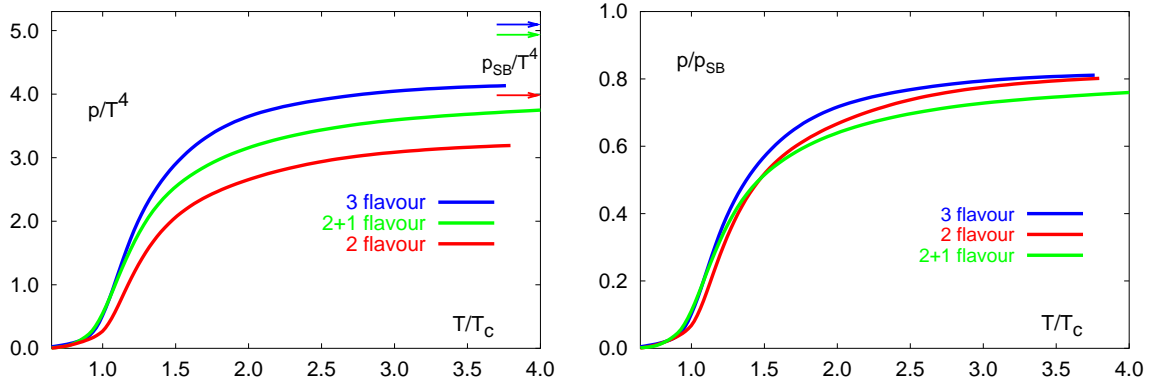 5.0
4.0
3.0
2.0
1.0
0.0
p/T^4
p_SB/T^4
3 flavour
2+1 flavour
2 flavour
T/T_c
1.0 1.5 2.0 2.5 3.0 3.5 4.0
1.0
0.8
0.6
0.4
0.2
0.0
p/p_SB
3 flavour
2 flavour
2+1 flavour
T/T_c
1.0 1.5 2.0 2.5 3.0 3.5 4.0